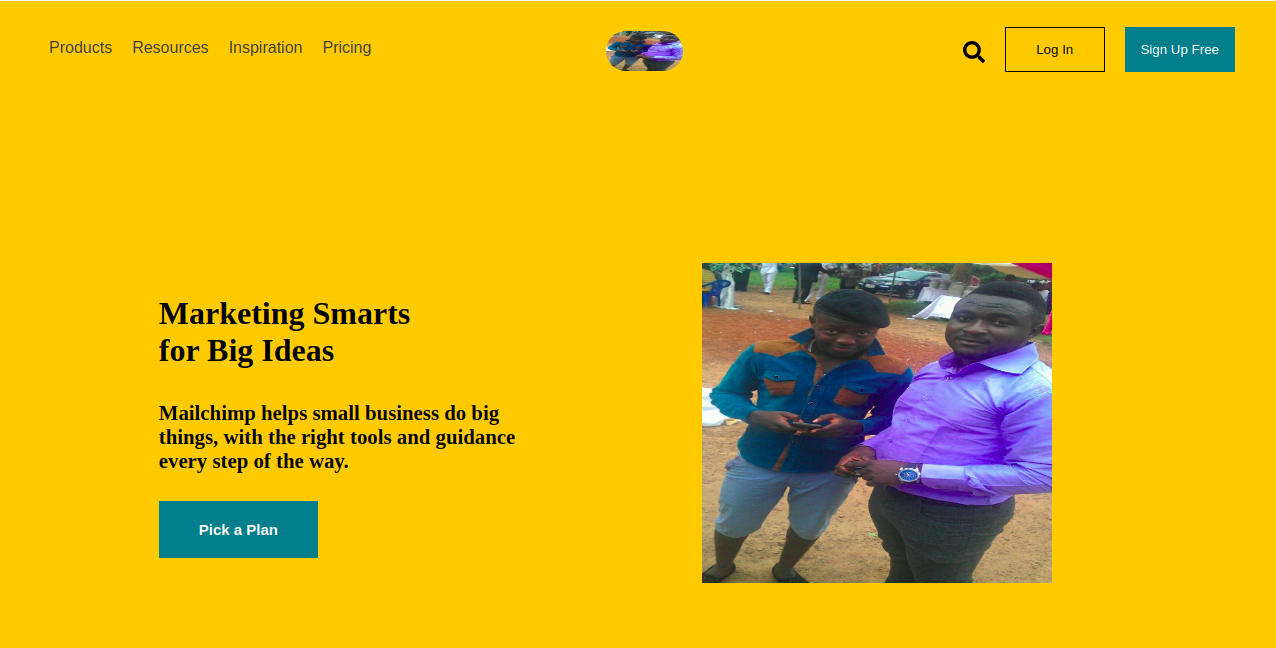 Products Resources Inspiration Pricing
Log In
Sign Up Free
Marketing Smarts
for Big Ideas
Mailchimp helps small business do big
things, with the right tools and guidance
every step of the way.
Pick a Plan